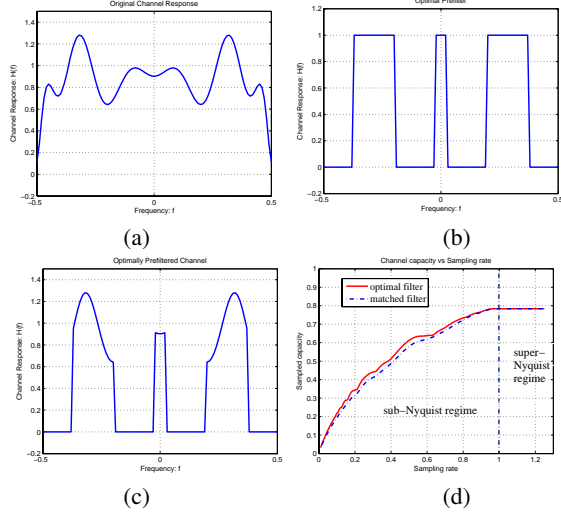 Original Channel Response
1.4
1.2
1
0.8
0.6
0.4
0.2
0
−0.2
Channel Response: H(f)
−0.5
0
0.5
Frequency: f
(a)
Optimal Prefilter
1.2
1
0.8
0.6
0.4
0.2
0
−0.2
Channel Response: H(f)
−0.5
0
0.5
Frequency: f
(b)
Optimally Prefiltered Channel
1.4
1.2
1
0.8
0.6
0.4
0.2
0
−0.2
Channel Response: H(f)
−0.5
0
0.5
Frequency: f
(c)
Channel capacity vs Sampling rate
1
0.9
0.8
0.7
0.6
0.5
0.4
0.3
0.2
0.1
0
Sampled capacity
optimal filter
matched filter
super−
Nyquist
regime
sub−Nyquist regime
0
0.2
0.4
0.6
0.8
1
1.2
Sampling rate
(d)